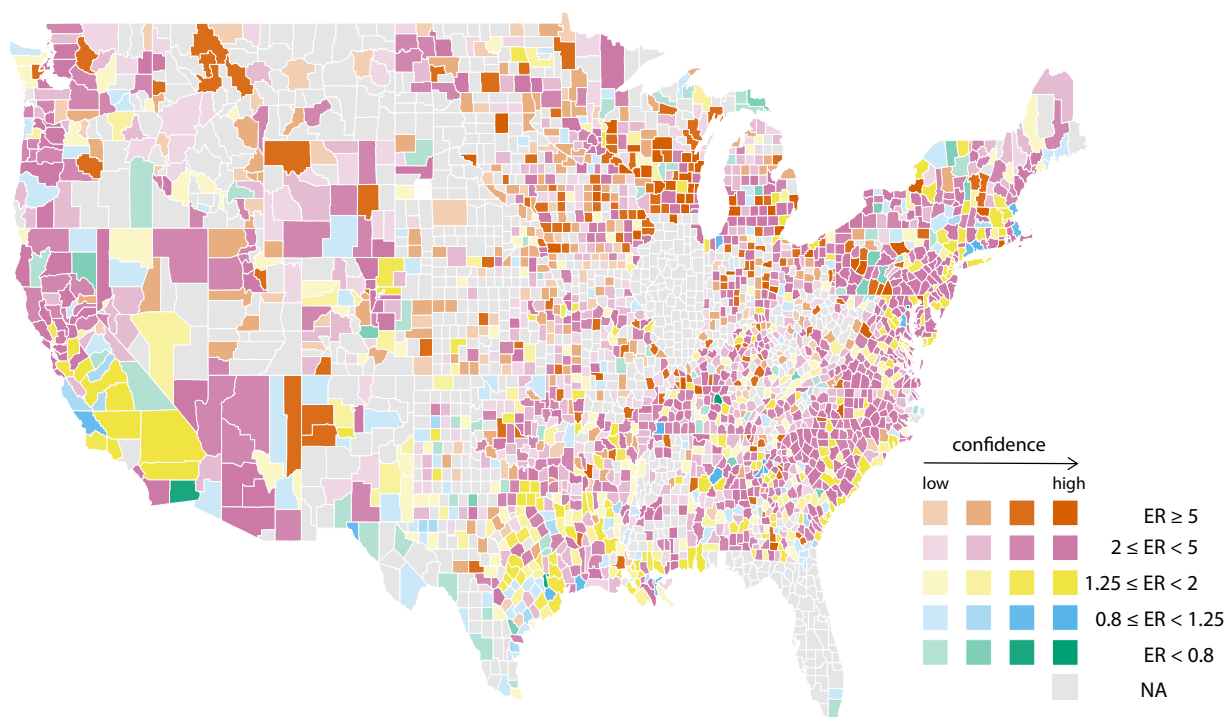 confidence
low high
ER ≥ 5
2 ≤ ER < 5
1.25 ≤ ER < 2
0.8 ≤ ER < 1.25
ER < 0.8
NA